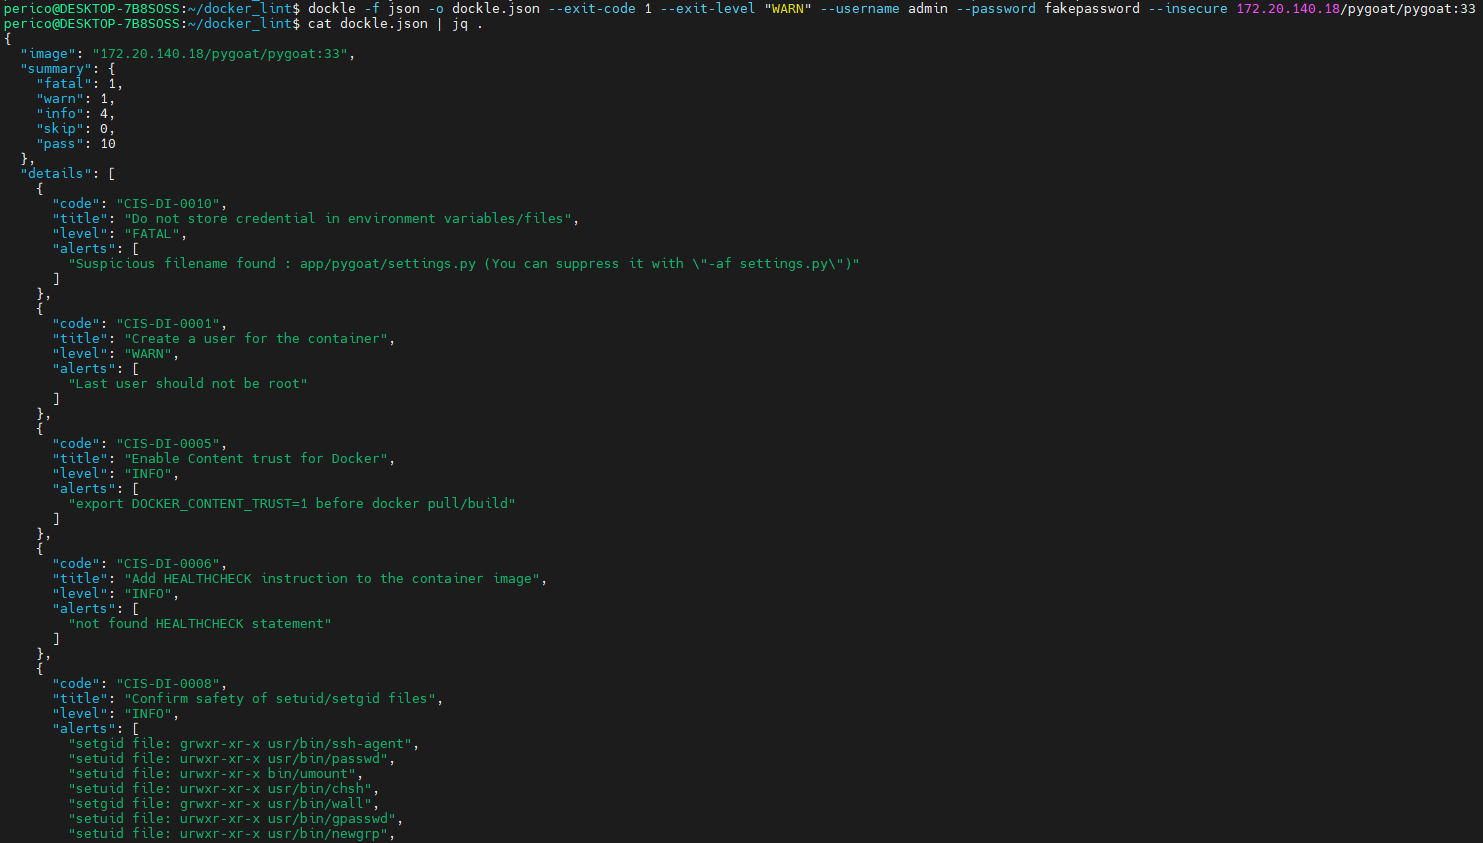 perico@DESKTOP-7B8SOSS:~/docker_lint$ dockle -f json -o dockle.json --exit-code 1 --exit-level "WARN" --username admin --password fakepassword --insecure 172.20.140.18/pygoat/pygoat:33
perico@DESKTOP-7B8SOSS:~/docker_lint$ cat dockle.json | jq .
{
  "image": "172.20.140.18/pygoat/pygoat:33",
  "summary": {
    "fatal": 1,
    "warn": 1,
    "info": 4,
    "skip": 0,
    "pass": 10
  },
  "details": [
    {
      "code": "CIS-DI-0010",
      "title": "Do not store credential in environment variables/files",
      "level": "FATAL",
      "alerts": [
        "Suspicious filename found : app/pygoat/settings.py (You can suppress it with \"-af settings.py\")"
      ]
    },
    {
      "code": "CIS-DI-0001",
      "title": "Create a user for the container",
      "level": "WARN",
      "alerts": [
        "Last user should not be root"
      ]
    },
    {
      "code": "CIS-DI-0005",
      "title": "Enable Content trust for Docker",
      "level": "INFO",
      "alerts": [
        "export DOCKER_CONTENT_TRUST=1 before docker pull/build"
      ]
    },
    {
      "code": "CIS-DI-0006",
      "title": "Add HEALTHCHECK instruction to the container image",
      "level": "INFO",
      "alerts": [
        "not found HEALTHCHECK statement"
      ]
    },
    {
      "code": "CIS-DI-0008",
      "title": "Confirm safety of setuid/setgid files",
      "level": "INFO",
      "alerts": [
        "setgid file: grwxr-xr-x usr/bin/ssh-agent",
        "setuid file: urwxr-xr-x usr/bin/passwd",
        "setuid file: urwxr-xr-x bin/umount",
        "setuid file: urwxr-xr-x usr/bin/chsh",
        "setgid file: grwxr-xr-x usr/bin/wall",
        "setuid file: urwxr-xr-x usr/bin/gpasswd",
        "setuid file: urwxr-xr-x usr/bin/newgrp",